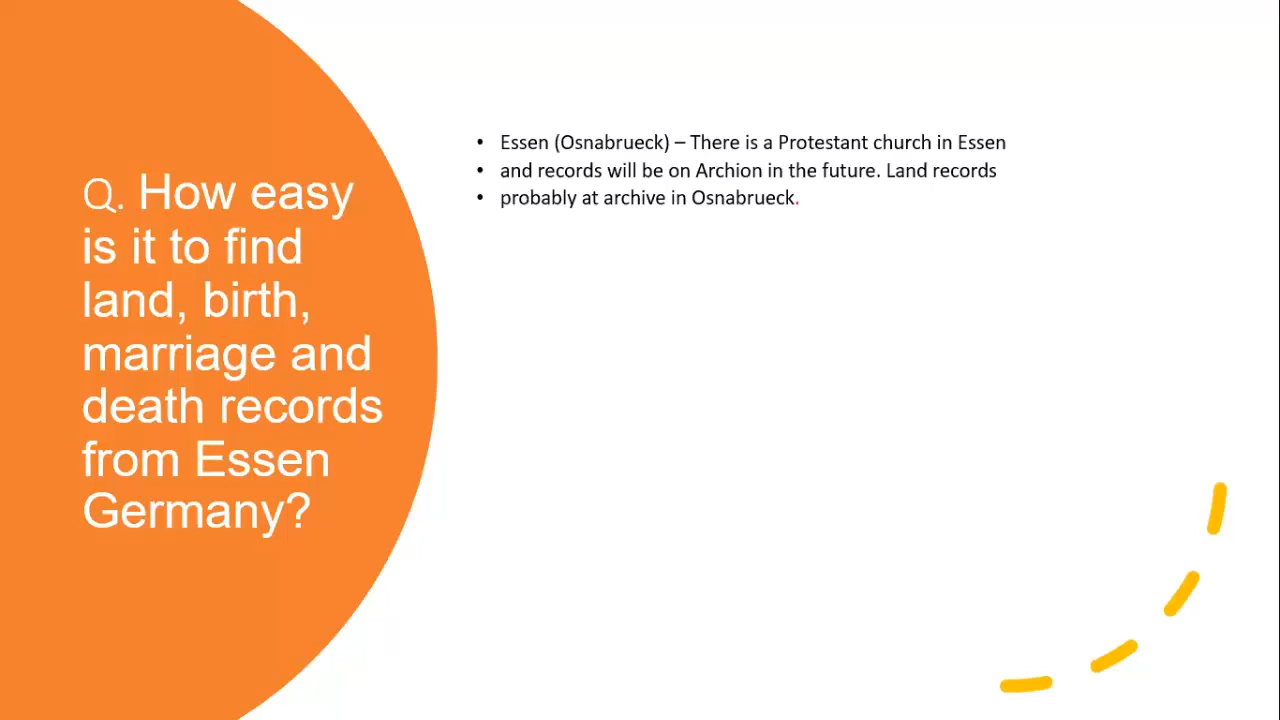 Q. How easy
is it to find
land, birth,
marriage and
death records
from Essen
Germany?
• Essen (Osnabrueck) – There is a Protestant church in Essen
• and records will be on Archion in the future. Land records
• probably at archive in Osnabrueck.